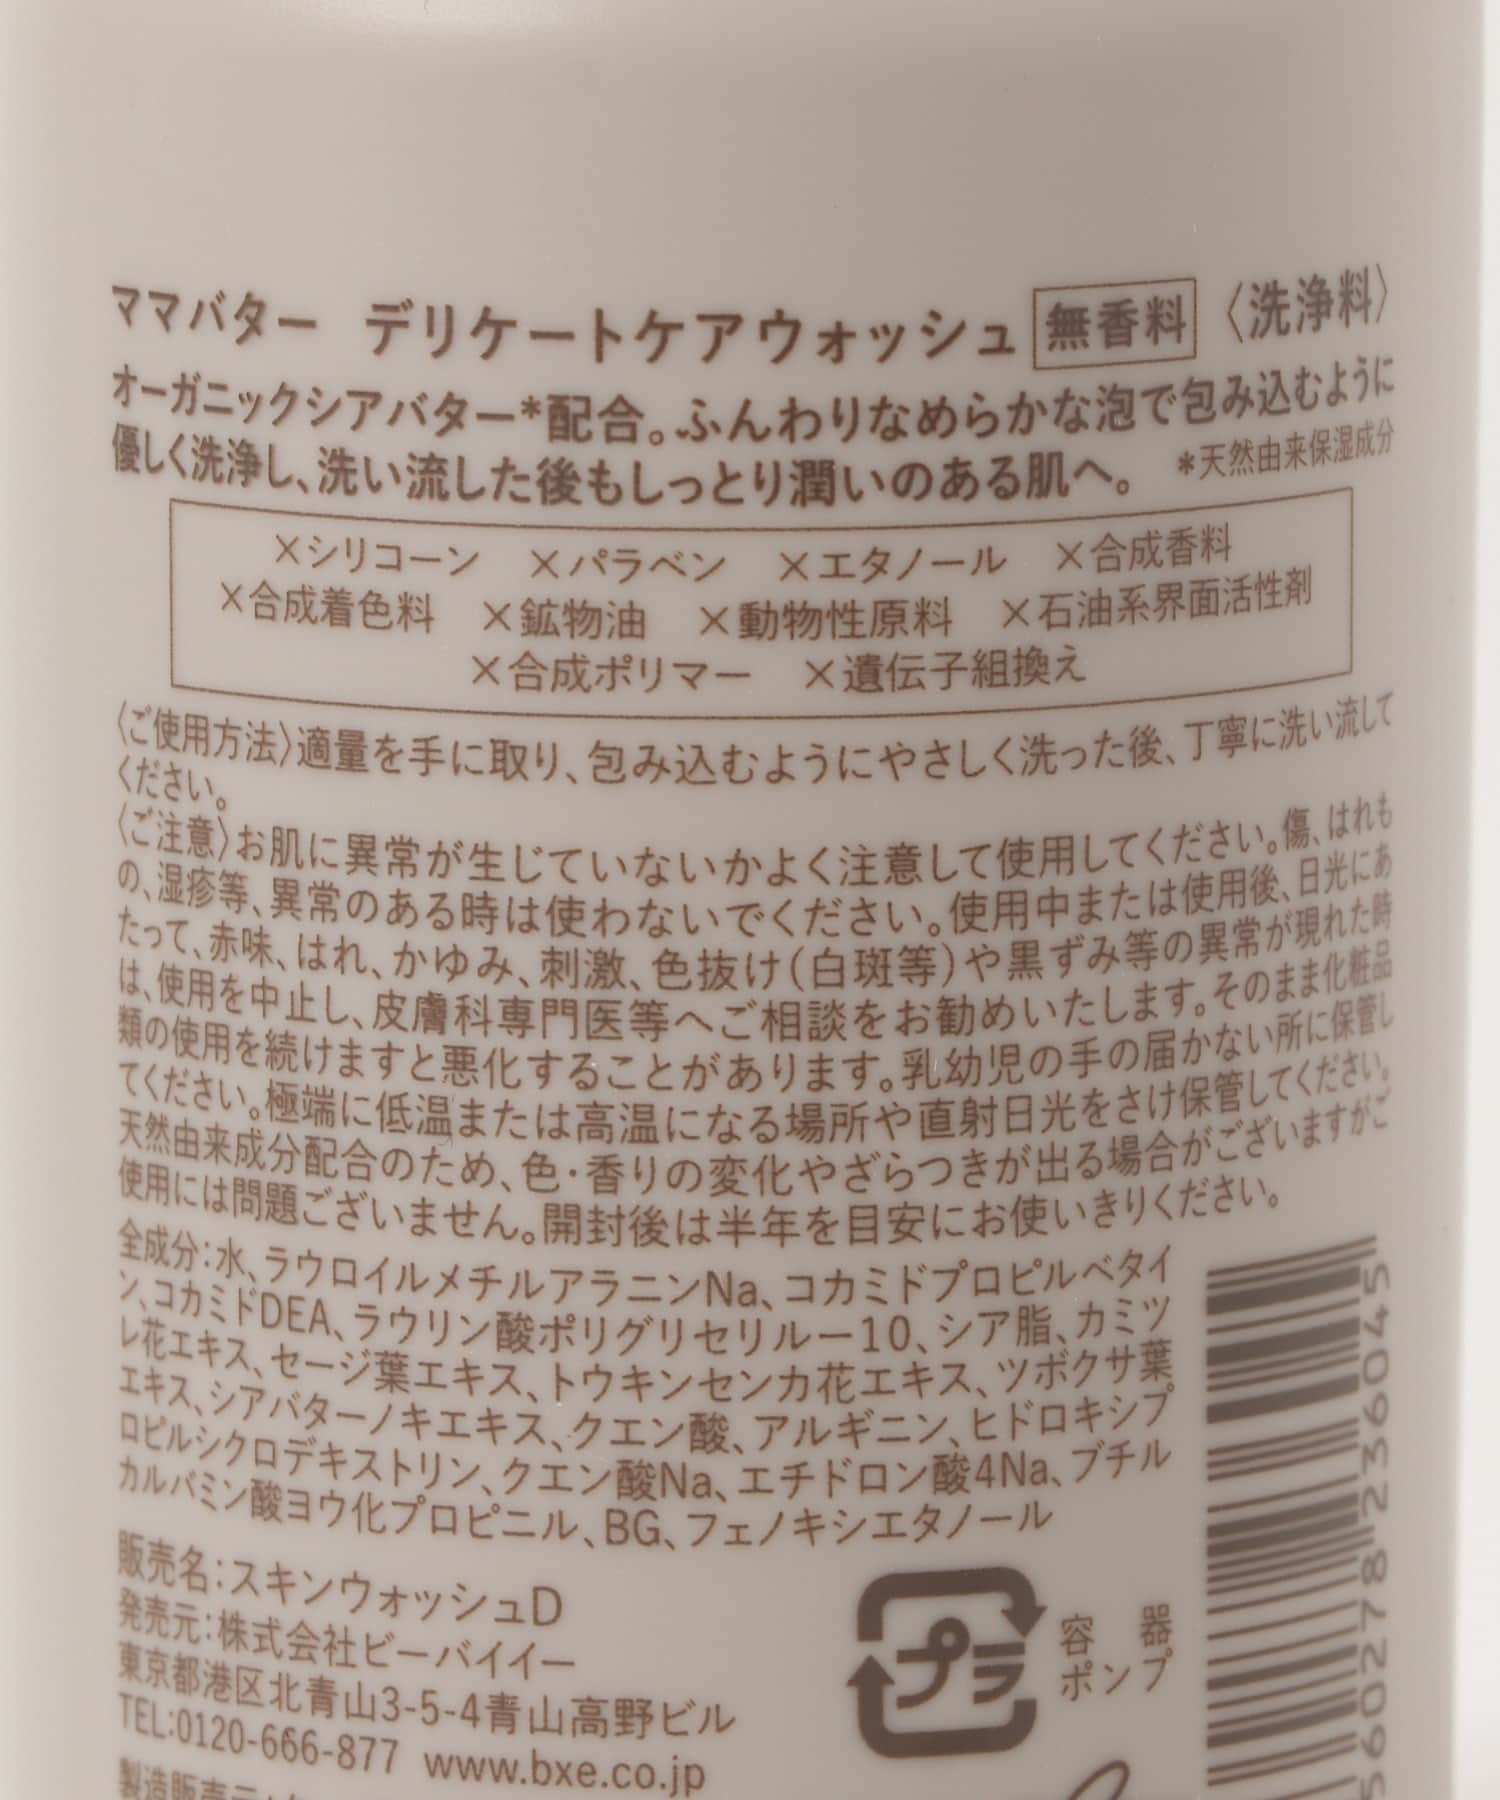 ママバター デリケートケアウォッシュ 無香料 〈洗浄料〉
オーガニックシアバター*配合。ふんわりなめらかな泡で包み込むように
優しく洗浄し、洗い流した後もしっとり潤いのある肌へ。 *天然由来保湿成分
×シリコーン ×パラベン ×エタノール ×合成香料
×合成着色料 ×鉱物油 ×動物性原料 ×石油系界面活性剤
×合成ポリマー ×遺伝子組換え
〈ご使用方法〉適量を手に取り、包み込むようにやさしく洗った後、丁寧に洗い流して
ください。
〈ご注意〉お肌に異常が生じていないかよく注意して使用してください。傷、はれも
の、湿疹等、異常のある時は使わないでください。使用中または使用後、日光にあ
たって、赤味、はれ、かゆみ、刺激、色抜け(白斑等)や黒ずみ等の異常が現れた時
は、使用を中止し、皮膚科専門医等へご相談をお勧めいたします。そのまま化粧品
類の使用を続けますと悪化することがあります。乳幼児の手の届かない所に保管し
てください。極端に低温または高温になる場所や直射日光をさけ保管してください。
天然由来成分配合のため、色・香りの変化やざらつきが出る場合がございますがご
使用には問題ございません。開封後は半年を目安にお使いきりください。
全成分:水、ラウロイルメチルアラニンNa、コカミドプロピルベタイ
ン、コカミドDEA、ラウリン酸ポリグリセリルー10、シア脂、カミツ
レ花エキス、セージ葉エキス、トウキンセンカ花エキス、ツボクサ葉
エキス、シアバターノキエキス、クエン酸、アルギニン、ヒドロキシプ
ロピルシクロデキストリン、クエン酸Na、エチドロン酸4Na、ブチル
カルバミン酸ヨウ化プロピニル、BG、フェノキシエタノール
販売名:スキンウォッシュD
発売元:株式会社ビーバイイー
東京都港区北青山3-5-4青山高野ビル
TEL:0120-666-877 www.bxe.co.jp
製造販売元:
プラ
容器
ポンプ
560278 236045